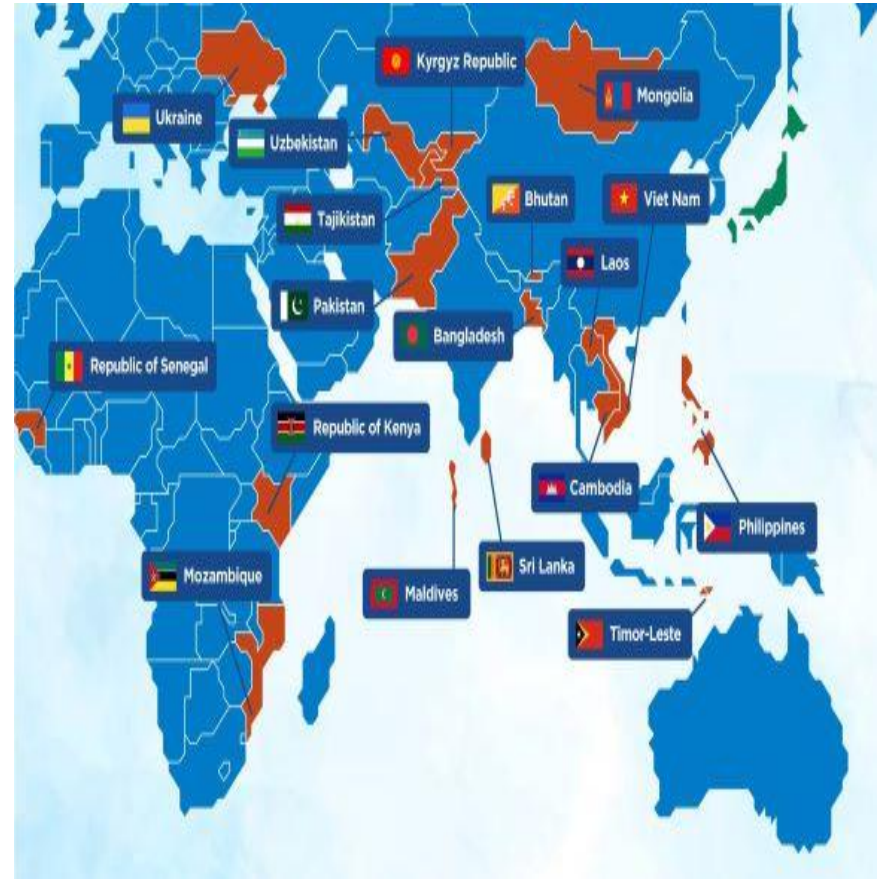 Kyrgyz Republic
Mongolia
Ukraine
Uzbekistan
Bhutan
Viet Nam
Tajikistan
Laos
Pakistan
Bangladesh
Republic of Senegal
Republic of Kenya
Cambodia
Philippines
Sri Lanka
Mozambique
Maldives
Timor-Leste